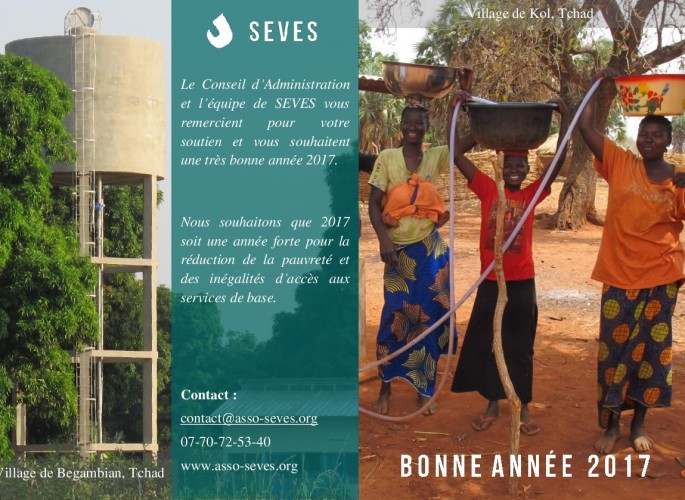 SEVES
Le Conseil d'Administration
et l'équipe de SEVES vous
remercient pour votre
soutien et vous souhaitent
une très bonne année 2017.
Nous souhaitons que 2017
soit une année forte pour la
réduction de la pauvreté et
des inégalités d'accès aux
services de base.
Contact :
contact@asso-seves.org
07-70-72-53-40
www.asso-seves.org
Village de Begambian, Tchad
Village de Kol, Tchad
BONNE ANNÉE 2017